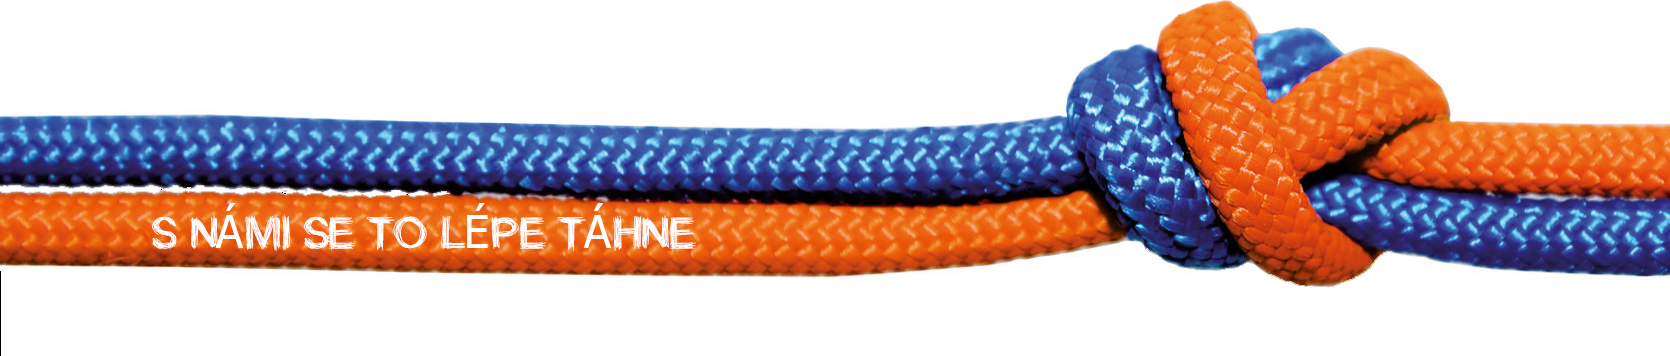 S NÁMI SE TO LÉPE TÁHNE